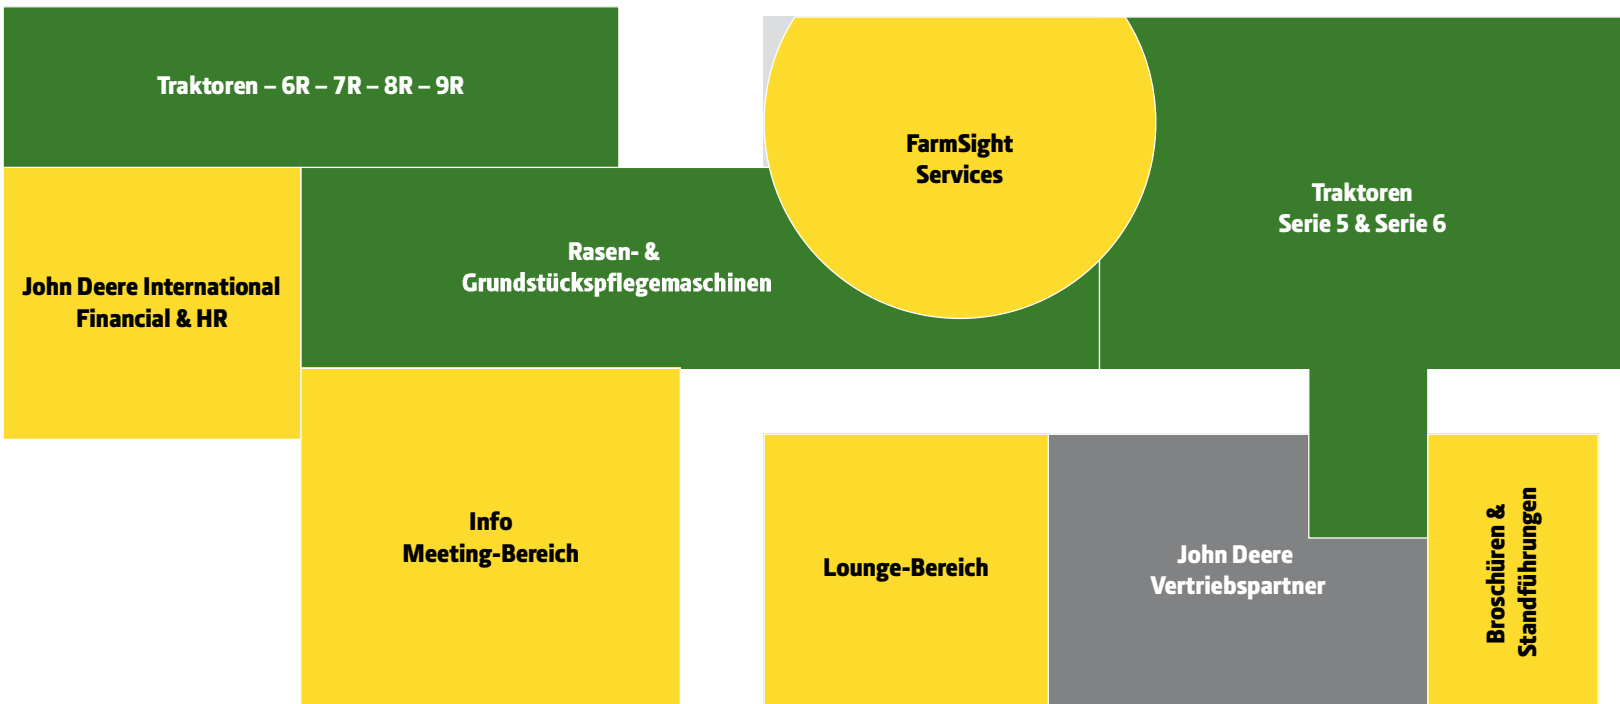 Traktoren – 6R – 7R – 8R – 9R
FarmSight
Services
Traktoren
Serie 5 & Serie 6
Rasen- &
Grundstückspflegemaschinen
John Deere International
Financial & HR
Info
Meeting-Bereich
Lounge-Bereich
John Deere
Vertriebspartner
Broschüren &
Standführungen